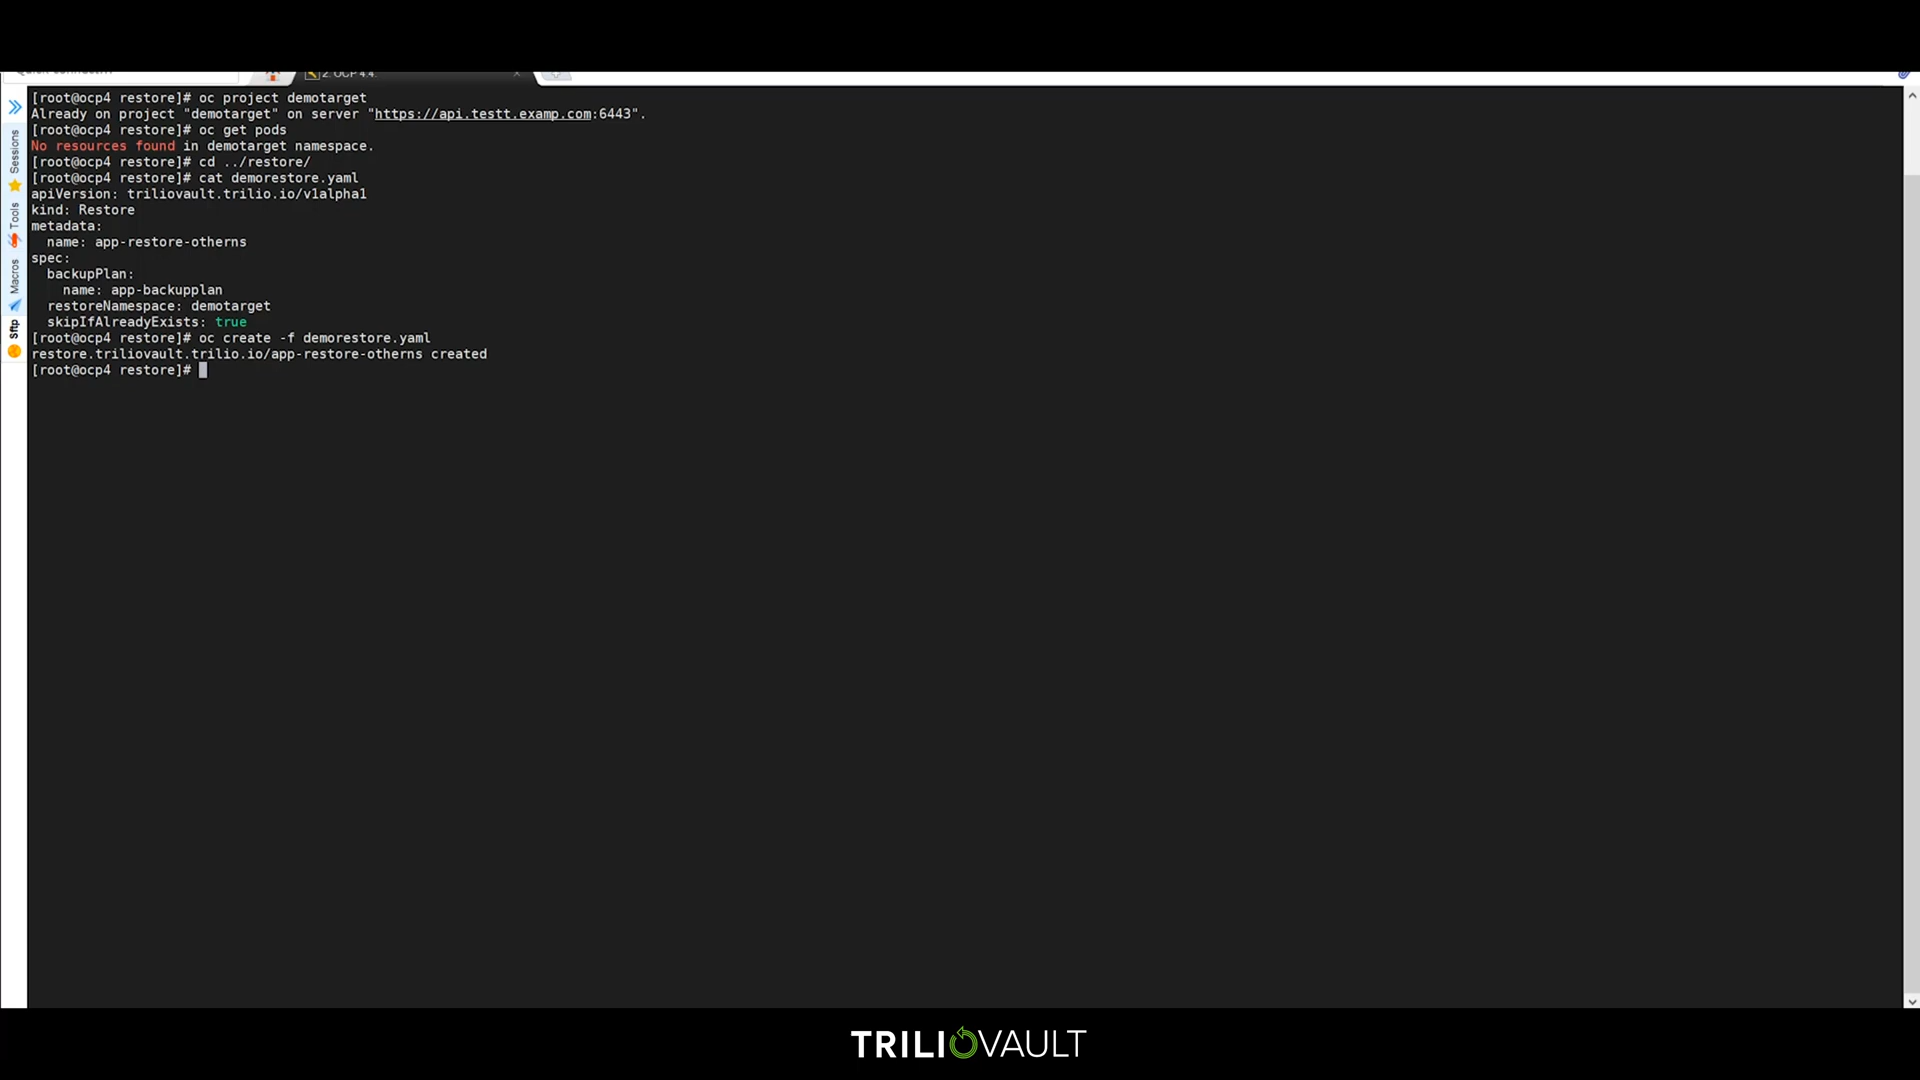 2. OCP 4.4.
[root@ocp4 restore]# oc project demotarget
Already on project "demotarget" on server "https://api.testt.examp.com:6443".
[root@ocp4 restore]# oc get pods
No resources found in demotarget namespace.
[root@ocp4 restore]# cd ../restore/
[root@ocp4 restore]# cat demorestore.yaml
apiVersion: triliovault.trilio.io/v1alpha1
kind: Restore
metadata:
  name: app-restore-otherns
spec:
  backupPlan:
    name: app-backupplan
  restoreNamespace: demotarget
  skipIfAlreadyExists: true
[root@ocp4 restore]# oc create -f demorestore.yaml
restore.triliovault.trilio.io/app-restore-otherns created
[root@ocp4 restore]#
Sessions
Tools
Macros
Sftp
TRILIOVAULT